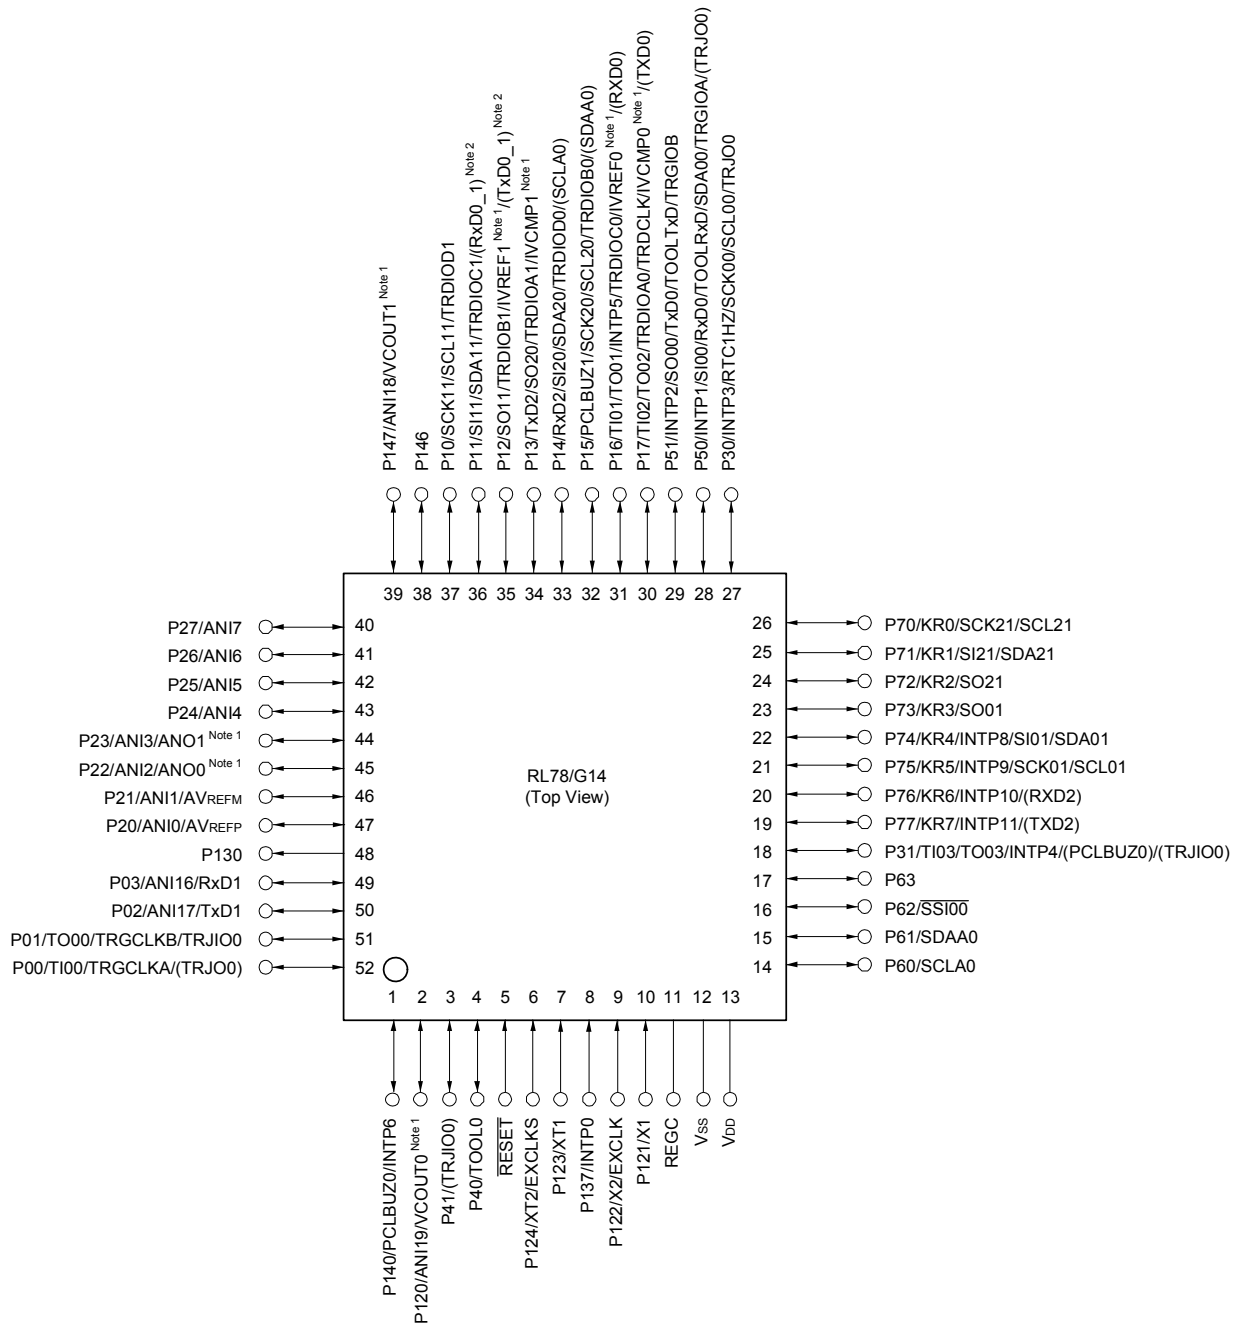 P147/ANI18/VCOUT1 Note 1
P146
P10/SCK11/SCL11/TRDIOD1
P11/SI11/SDA11/TRDIOC1/(RxD0_1) Note 2
P12/SO11/TRDIOB1/IVREF1 Note 1/(TxD0_1) Note 2
P13/TxD2/SO20/TRDIOA1/IVCMP1 Note 1
P14/RxD2/SI20/SDA20/TRDIOD0/(SCLA0)
P15/PCLBUZ1/SCK20/SCL20/TRDIOB0/(SDAA0)
P16/TI01/TO01/INTP5/TRDIOC0/IVREF0 Note 1/(RXD0)
P17/TI02/TO02/TRDIOA0/TRDCLK/IVCMP0 Note 1/(TXD0)
P51/INTP2/SO00/TxD0/TOOLTxD/TRGIOB
P50/INTP1/SI00/RxD0/TOOLRxD/SDA00/TRGIOA/(TRJO0)
P30/INTP3/RTC1HZ/SCK00/SCL00/TRJO0
39 38 37 36 35 34 33 32 31 30 29 28 27
P27/ANI7 40
P26/ANI6 41
P25/ANI5 42
P24/ANI4 43
P23/ANI3/ANO1 Note 1 44
P22/ANI2/ANO0 Note 1 45
P21/ANI1/AVREFM 46
P20/ANI0/AVREFP 47
P130 48
P03/ANI16/RxD1 49
P02/ANI17/TxD1 50
P01/TO00/TRGCLKB/TRJIO0 51
P00/TI00/TRGCLKA/(TRJO0) 52
RL78/G14
(Top View)
26 P70/KR0/SCK21/SCL21
25 P71/KR1/SI21/SDA21
24 P72/KR2/SO21
23 P73/KR3/SO01
22 P74/KR4/INTP8/SI01/SDA01
21 P75/KR5/INTP9/SCK01/SCL01
20 P76/KR6/INTP10/(RXD2)
19 P77/KR7/INTP11/(TXD2)
18 P31/TI03/TO03/INTP4/(PCLBUZ0)/(TRJIO0)
17 P63
16 P62/SSI00
15 P61/SDAA0
14 P60/SCLA0
1 2 3 4 5 6 7 8 9 10 11 12 13
P140/PCLBUZ0/INTP6
P120/ANI19/VCOUT0 Note 1
P41/(TRJIO0)
P40/TOOL0
RESET
P124/XT2/EXCLKS
P123/XT1
P137/INTP0
P122/X2/EXCLK
P121/X1
REGC
VSS
VDD